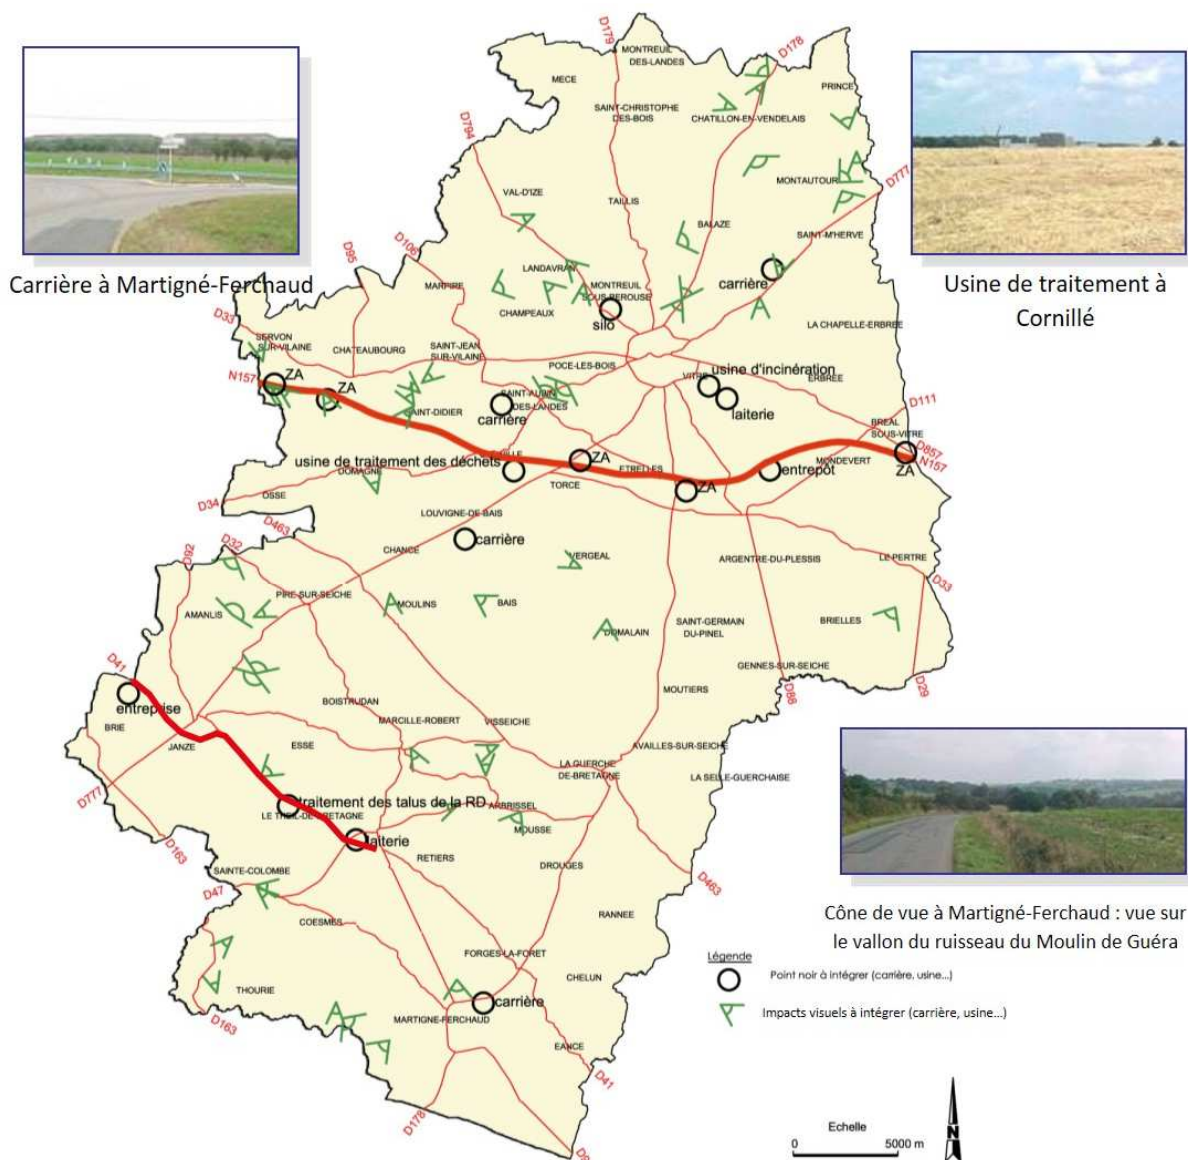 D179
MONTREUIL
DES-LANDES
D178
MECE
PRINCE
SAINT-CHRISTOPHE
DES-BOIS
CHATILLON-EN-VENDELAIS
D794
MONTAUTOUR
D777
VAL-D'IZE
TAILLIS
BALAZE
SAINT-M'HERVE
D106
D95
LANDAVRAN
Carrière à Martigné-Ferchaud
Usine de traitement à
Cornillé
MARPIRE
MONTREUIL
SOUS-PEROUSE
carrière
CHAMPEAUX
silo
D33
LA CHAPELLE-ERBREE
SERVON
SUR-VILAINE
CHATEAUBOURG
SAINT-JEAN
SUR-VILAINE
POCE-LES-BOIS
VITRE
usine d'incinération
ERBREE
N157
ZA
ZA
SAINT-AUBIN
DES-LANDES
SAINT-DIDIER
carrière
laiterie
D111
BREAL
SOUS-VITRE
D857
N157
ZA
usine de traitement des déchets
ZA
ETRELLES
MONDEVERT
entrepôt
DOMAGNE
TORCE
ZA
OSSE
D34
LOUVIGNE-DE-BAIS
D463
D32
D92
CHANCE
carrière
VERGEAL
ARGENTRE-DU-PLESSIS
LE PERTRE
D33
PIRE-SUR-SEICHE
AMANLIS
MOULINS
BAIS
DOMALAIN
SAINT-GERMAIN
DU-PINEL
BRIELLES
D41
GENNES-SUR-SEICHE
D88
D29
entreprise
BRIE
BOISTRUDAN
MOUTIERS
MARCILLE-ROBERT
VISSEICHE
JANZE
ESSE
AVAILLES-SUR-SEICHE
LA GUERCHE
DE-BRETAGNE
LA SELLE-GUERCHAISE
D777
traitement des talus de la RD
LE THEIL-DE-BRETAGNE
ARBRISSEL
MOUSSE
D163
laiterie
RETIERS
DROUGES
SAINTE-COLOMBE
D47
D463
COESMES
RANNEE
Cône de vue à Martigné-Ferchaud : vue sur
le vallon du ruisseau du Moulin de Guéra
FORGES-LA-FORET
CHELUN
Légende
Point noir à intégrer (carrière, usine...)
Impacts visuels à intégrer (carrière, usine...)
THOURIE
D163
carrière
MARTIGNE-FERCHAUD
EANCE
D41
D178
Echelle
0
5000 m
N